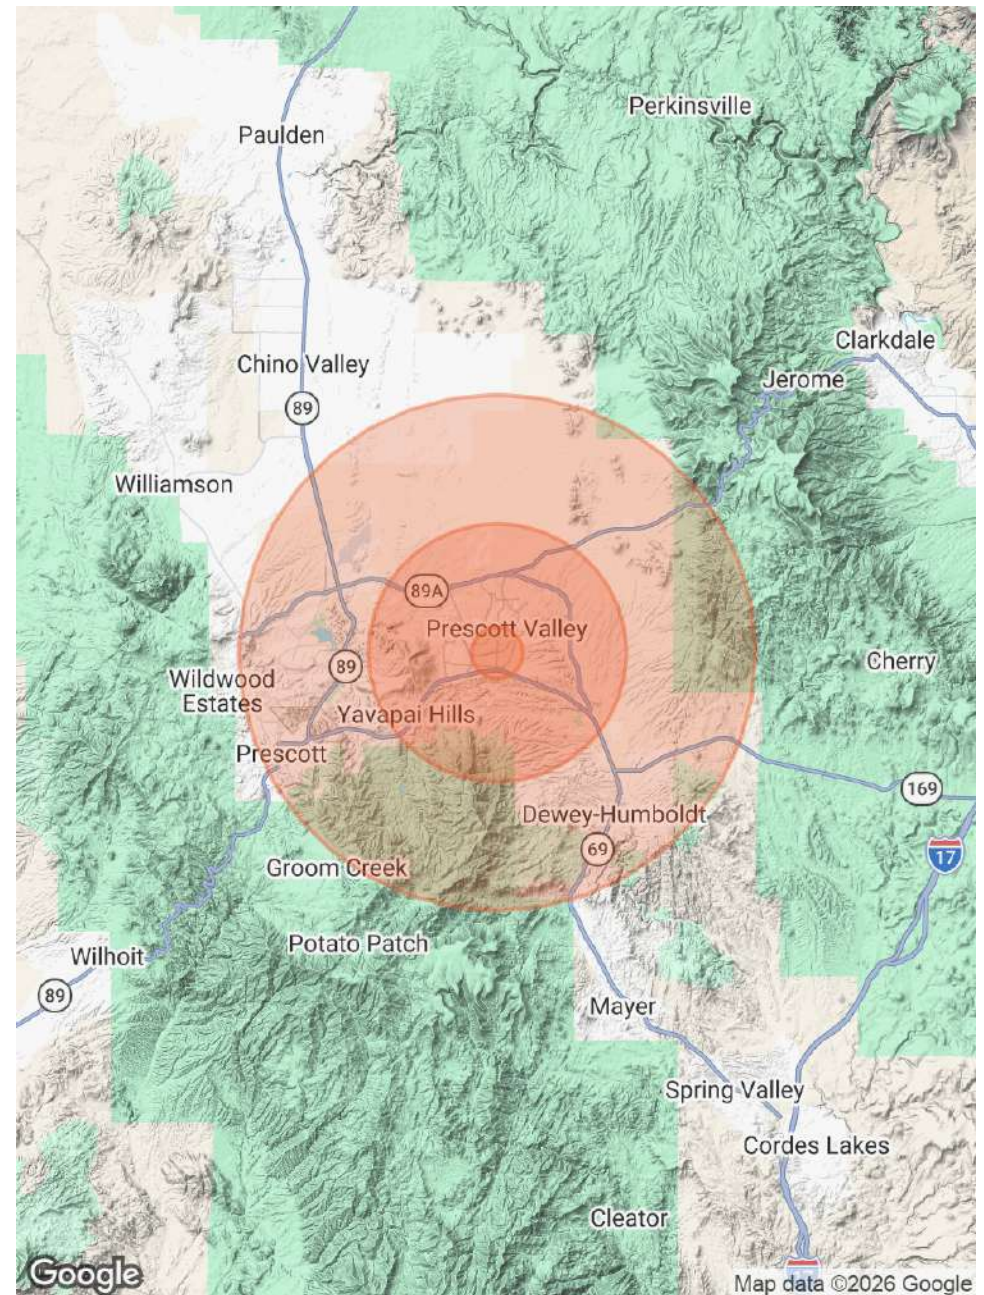 Perkinsville
Paulden
Clarkdale
Chino Valley
Jerome
89
Williamson
89A
Prescott Valley
Cherry
89
Wildwood
Estates
Yavapai Hills
Prescott
169
Dewey-Humboldt
69
17
Groom Creek
Potato Patch
Wilhoit
89
Mayer
Spring Valley
Cordes Lakes
Cleator
Google
Map data ©2026 Google